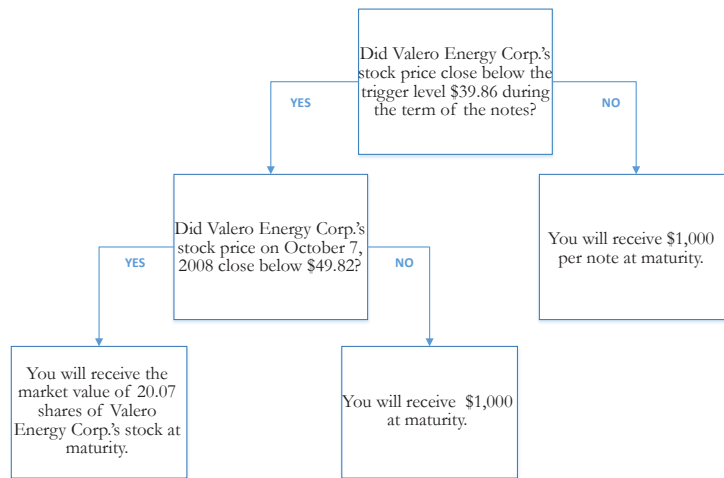 Did Valero Energy Corp.'s
stock price close below the
trigger level $39.86 during
the term of the notes?
YES
NO
Did Valero Energy Corp.'s
stock price on October 7,
2008 close below $49.82?
You will receive $1,000
per note at maturity.
YES
NO
You will receive the
market value of 20.07
shares of Valero
Energy Corp.'s stock at
maturity.
You will receive $1,000
at maturity.